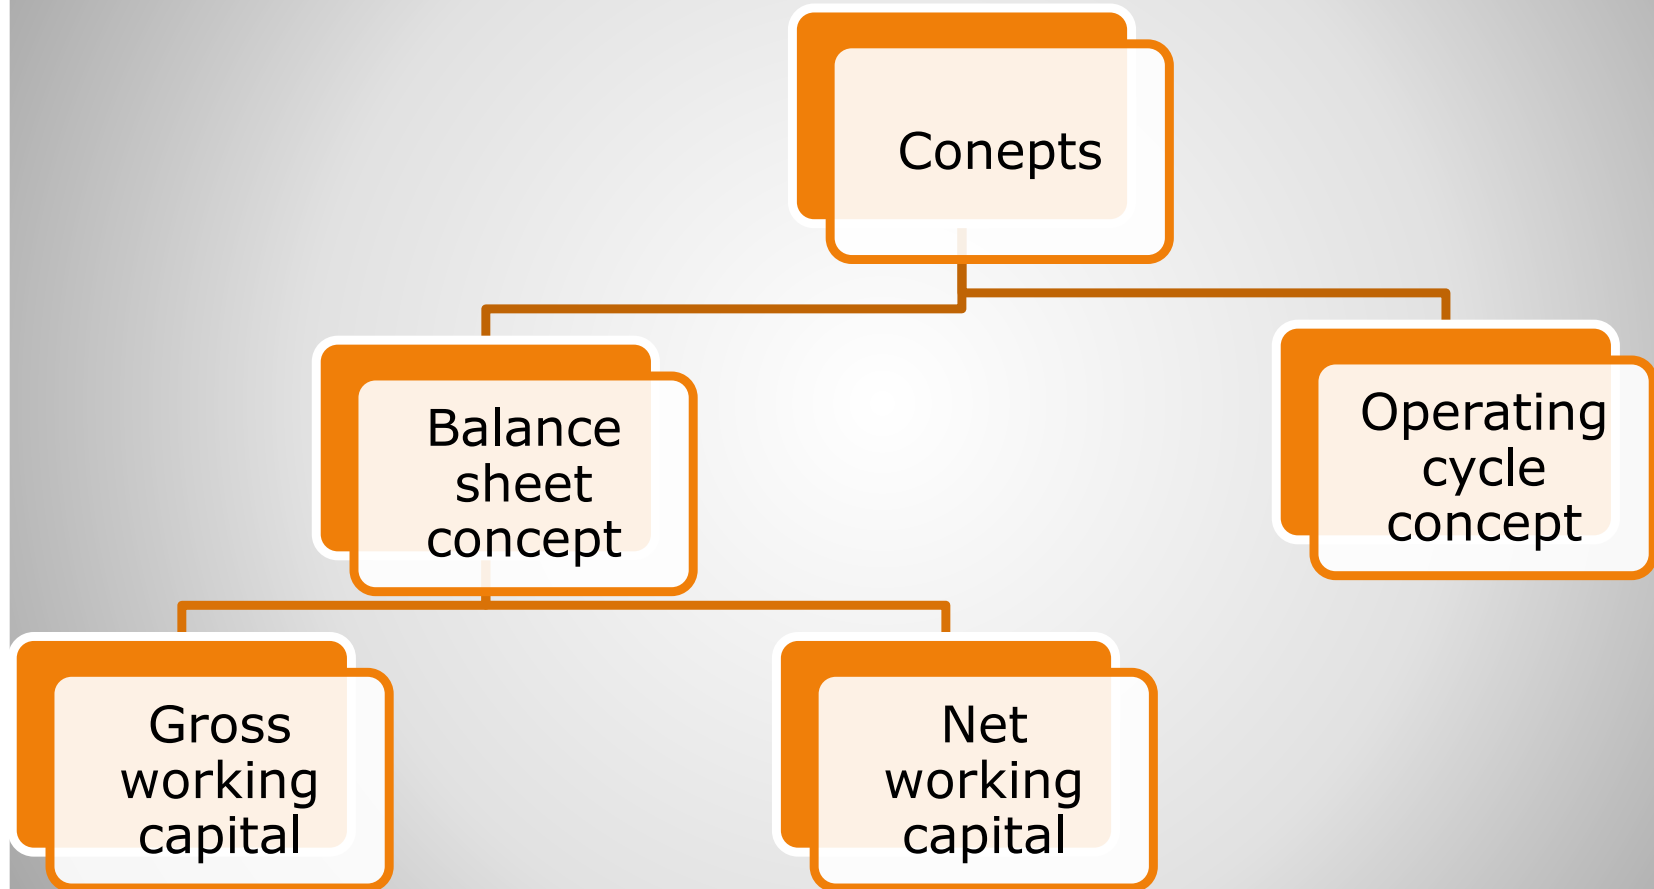 Conepts
Balance
sheet
concept
Operating
cycle
concept
Gross
working
capital
Net
working
capital